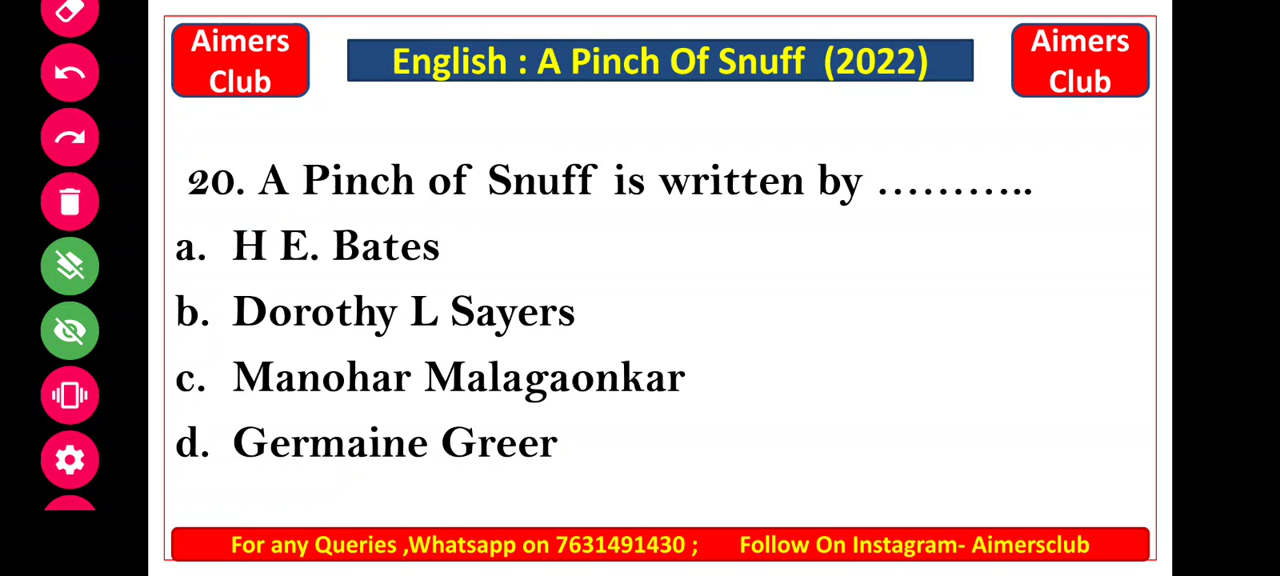 Aimers
Club
English : A Pinch Of Snuff (2022)
Aimers
Club
20. A Pinch of Snuff is written by ………..
a. H E. Bates
b. Dorothy L Sayers
c. Manohar Malagaonkar
d. Germaine Greer
For any Queries ,Whatsapp on 7631491430 ; Follow On Instagram- Aimersclub